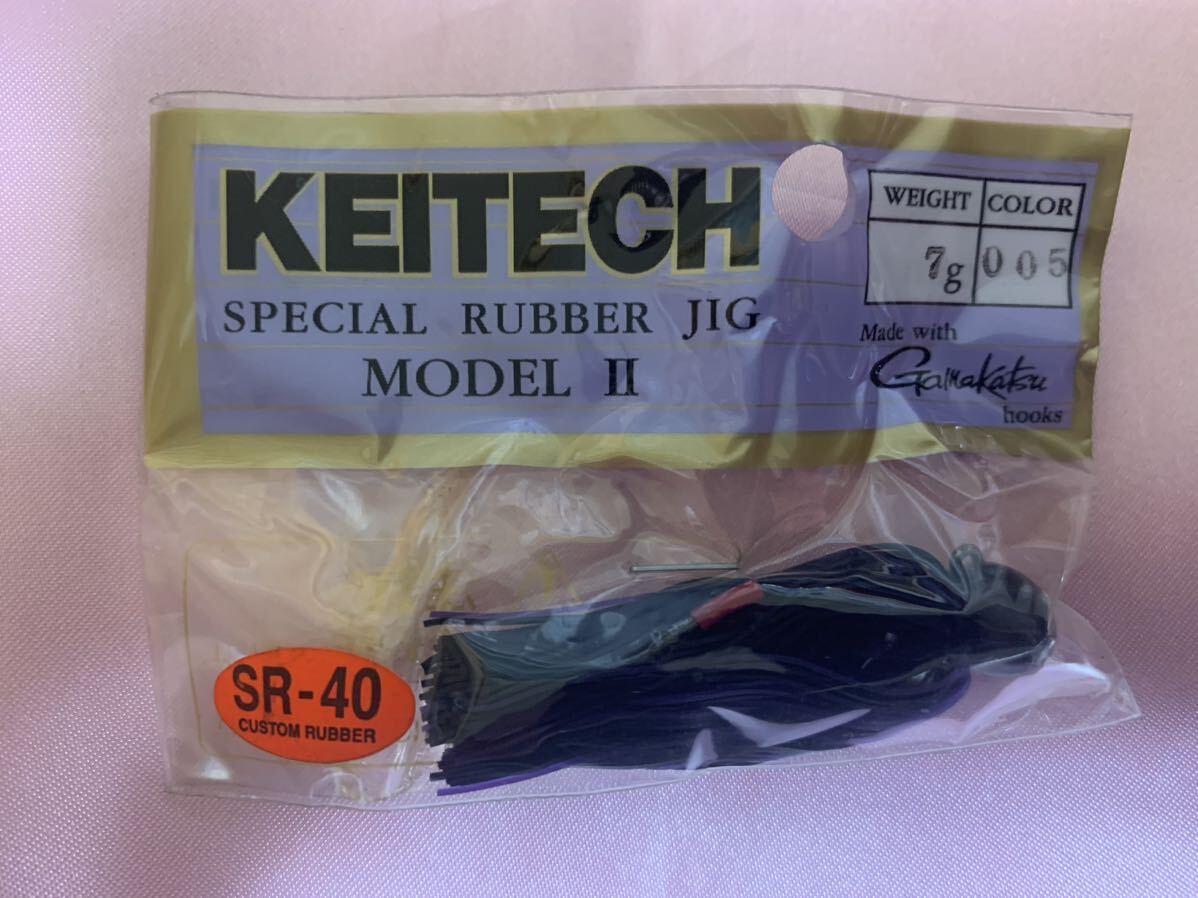 KEITECH
SPECIAL RUBBER JIG
MODEL II
WEIGHT COLOR
7g 005
Made with
Gamakatsu
hooks
SR-40
CUSTOM RUBBER